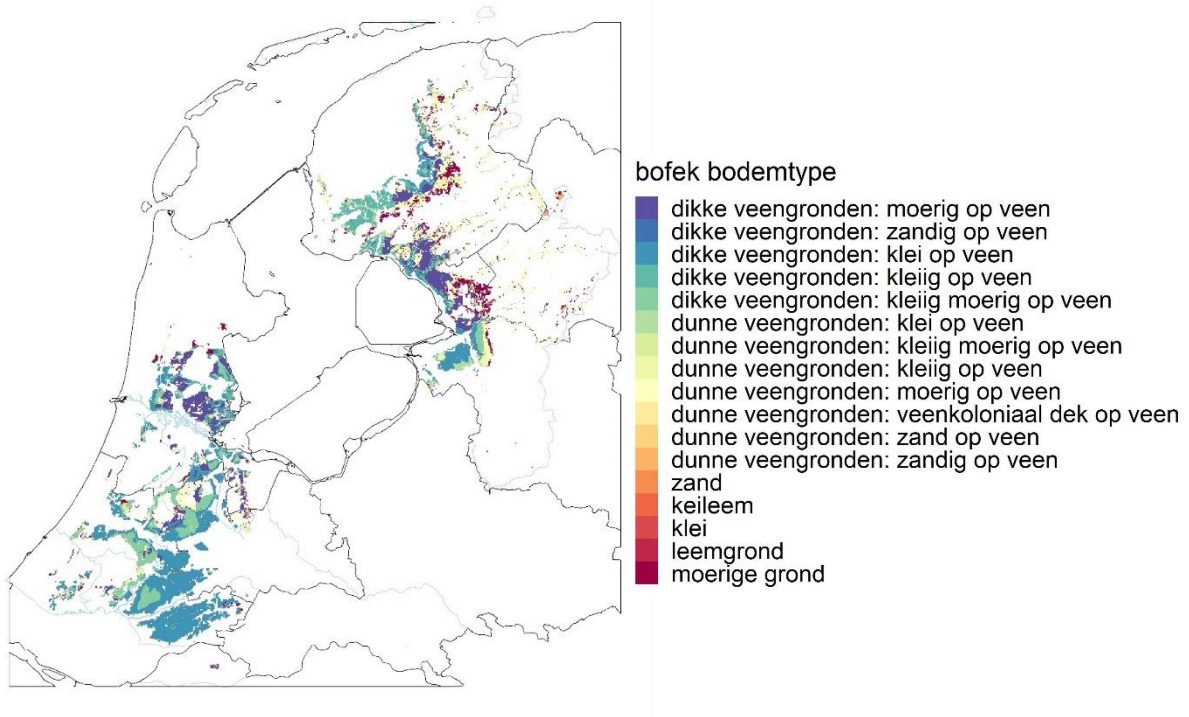 bofek bodemtype
dikke veengronden: moerig op veen
dikke veengronden: zandig op veen
dikke veengronden: klei op veen
dikke veengronden: kleiig op veen
dikke veengronden: kleiig moerig op veen
dunne veengronden: klei op veen
dunne veengronden: kleiig moerig op veen
dunne veengronden: kleiig op veen
dunne veengronden: moerig op veen
dunne veengronden: veenkoloniaal dek op veen
dunne veengronden: zand op veen
dunne veengronden: zandig op veen
zand
keileem
klei
leemgrond
moerige grond